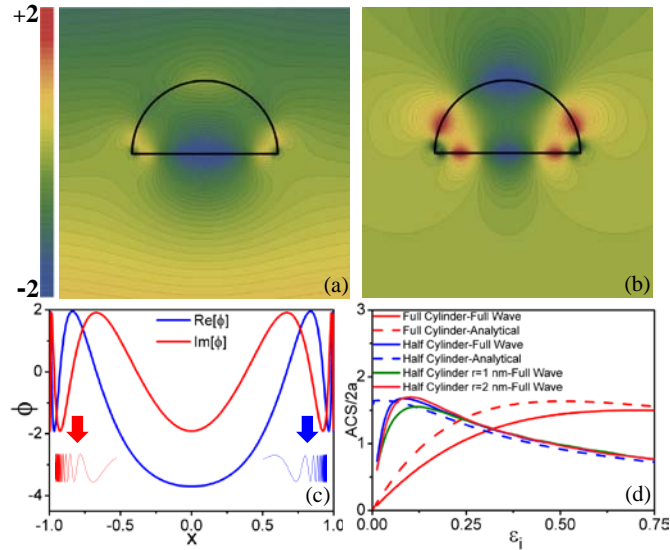 +2
-2
(a)
(b)
Re[ϕ]
Im[ϕ]
ϕ
2
0
-2
-4
-1.0
-0.5
0.0
0.5
1.0
x
(c)
Full Cylinder-Full Wave
Full Cylinder-Analytical
Half Cylinder-Full Wave
Half Cylinder-Analytical
Half Cylinder r=1 nm-Full Wave
Half Cylinder r=2 nm-Full Wave
ACS/2a
3
2
1
0
0.00
0.25
0.50
0.75
εi
(d)